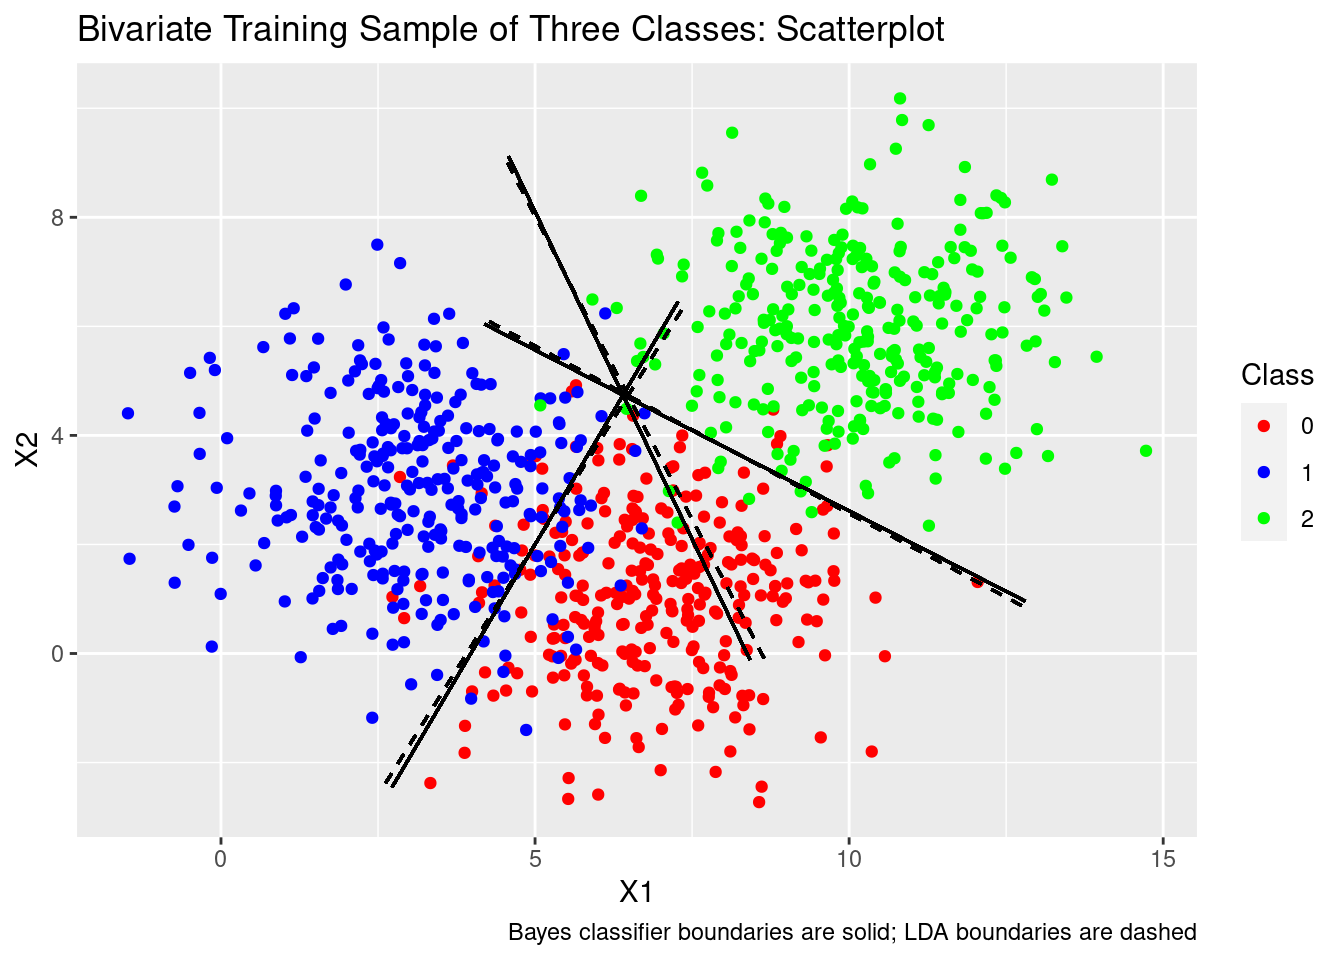 Bivariate Training Sample of Three Classes: Scatterplot
X2
8
4
0
0
5
10
15
X1
Class
0
1
2
Bayes classifier boundaries are solid; LDA boundaries are dashed